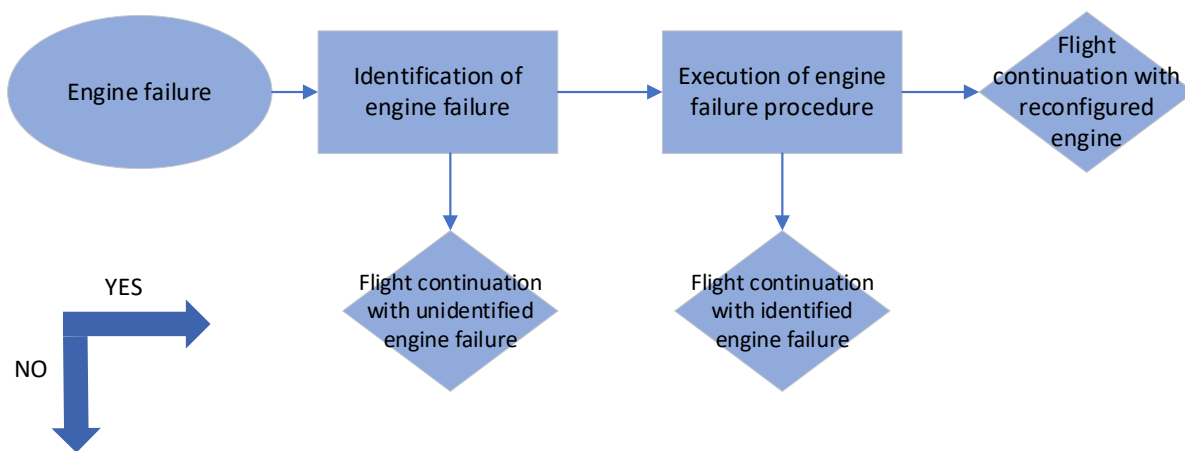 Engine failure
Identification of
engine failure
Execution of engine
failure procedure
Flight
continuation with
reconfigured
engine
Flight continuation
with unidentified
engine failure
Flight continuation
with identified
engine failure
YES
NO